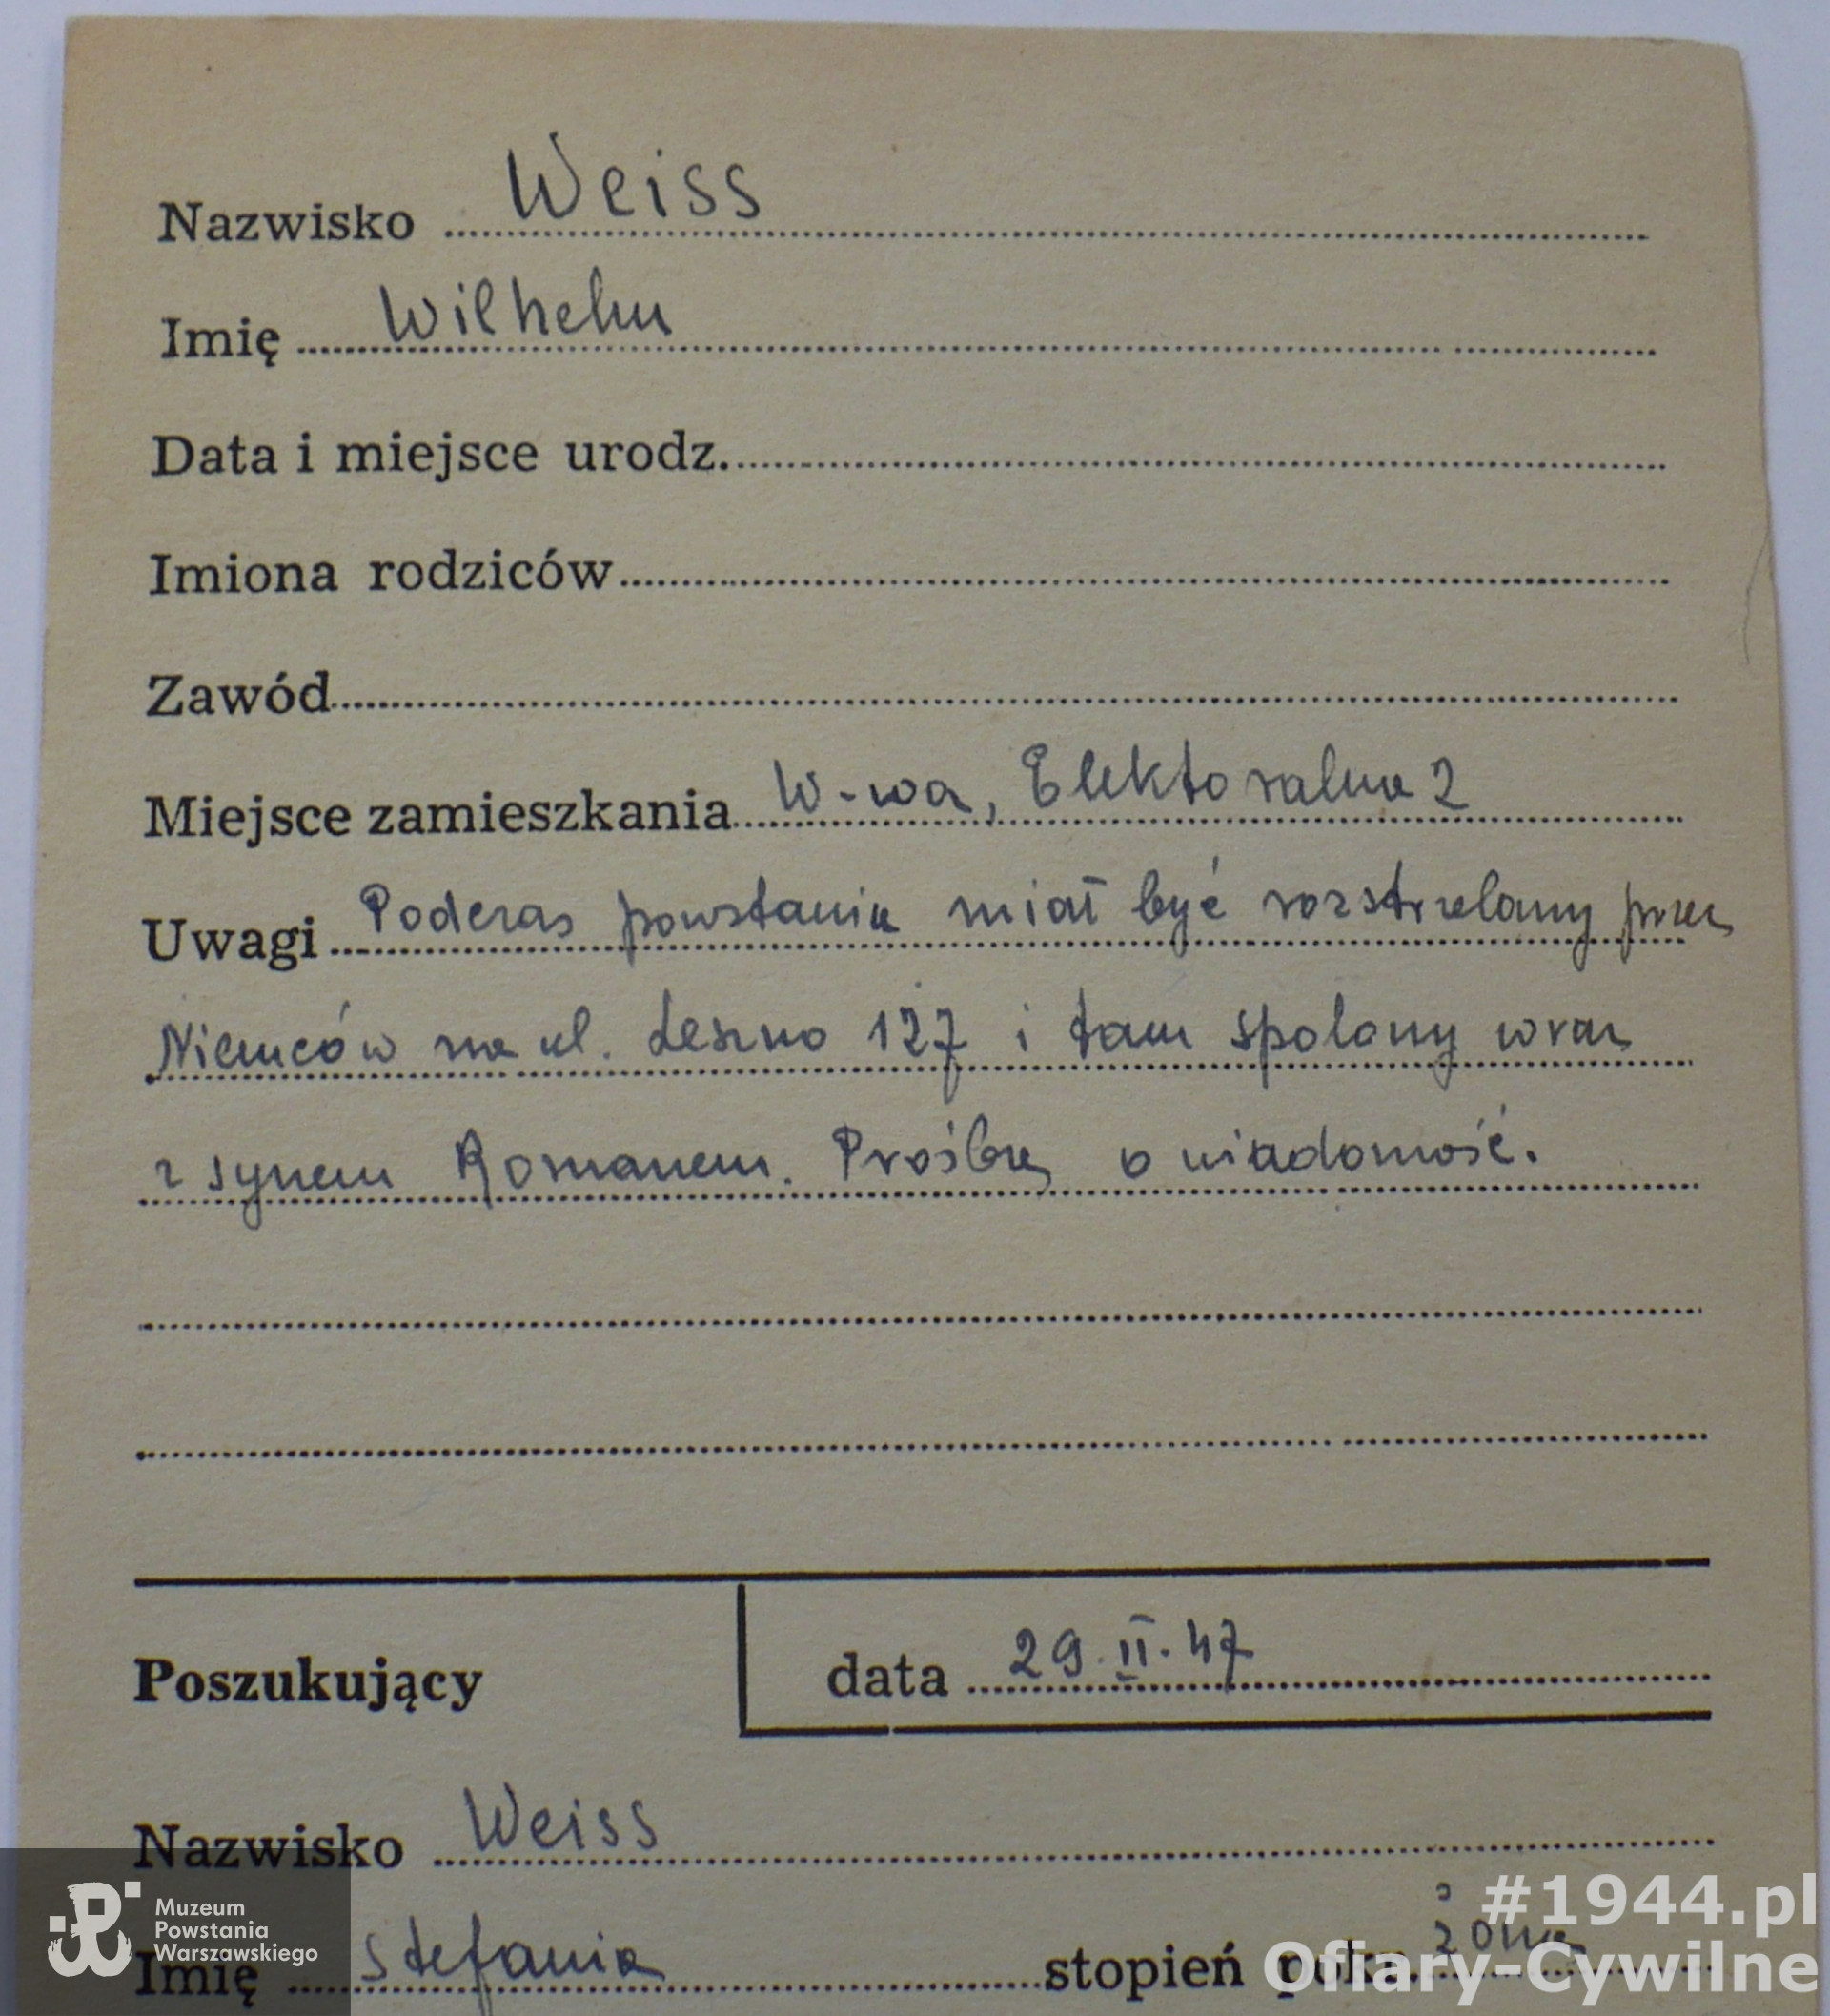 Nazwisko Weiss
Imię Wilhelm
Data i miejsce urodz.
Imiona rodziców
Zawód
Miejsce zamieszkania W-wa, Elektoralna 2
Uwagi Podczas powstania miał być rozstrzelany przez
Niemców na ul. Leszno 127 i tam spalony wraz
z synem Romanem. Prośba o wiadomość.
Poszukujący
data 29.II.47
Nazwisko Weiss
Imię Stefania stopień pokr. żona
Muzeum
Powstania
Warszawskiego
#1944.pl
Ofiary-Cywilne